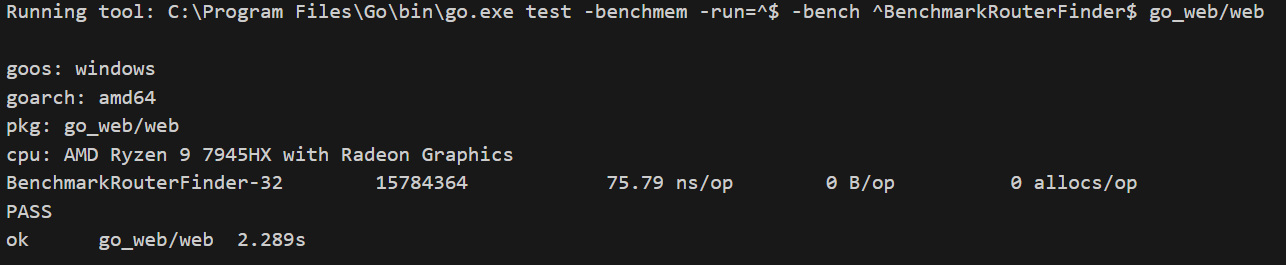 Running tool: C:\Program Files\Go\bin\go.exe test -benchmem -run=^$ -bench ^BenchmarkRouterFinder$ go_web/web
goos: windows
goarch: amd64
pkg: go_web/web
cpu: AMD Ryzen 9 7945HX with Radeon Graphics
BenchmarkRouterFinder-32        15784364            75.79 ns/op        0 B/op          0 allocs/op
PASS
ok      go_web/web  2.289s